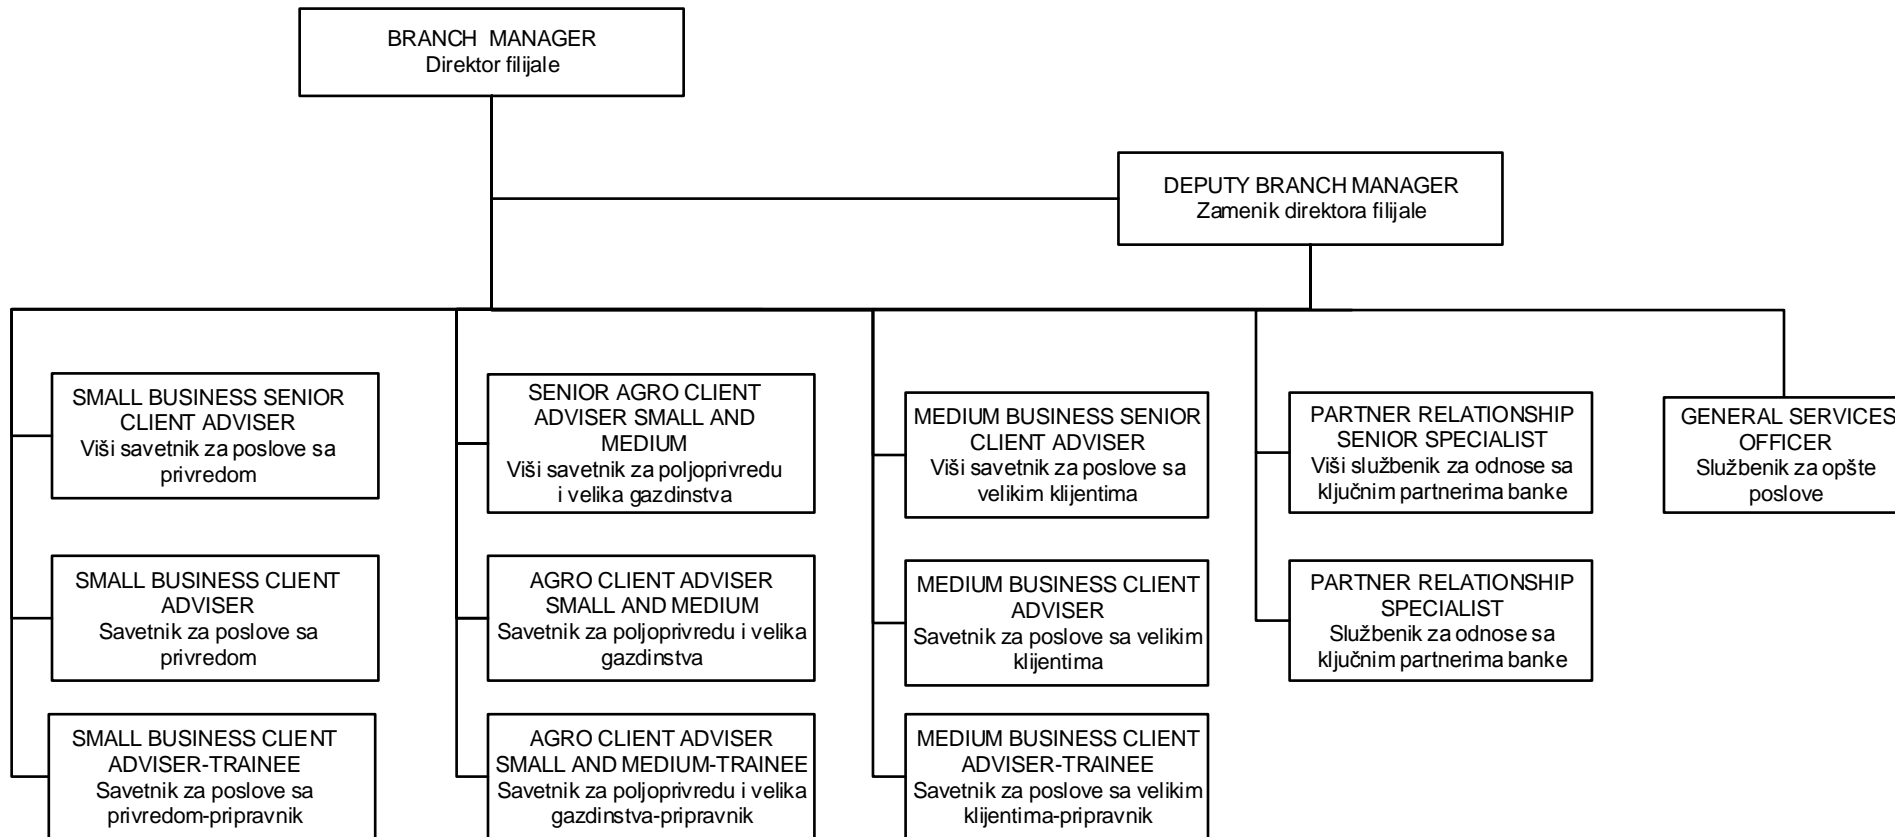 BRANCH MANAGER
Direktor filijale
DEPUTY BRANCH MANAGER
Zamenik direktora filijale
SMALL BUSINESS SENIOR
CLIENT ADVISER
Viši savetnik za poslove sa
privredom
SMALL BUSINESS CLIENT
ADVISER
Savetnik za poslove sa
privredom
SMALL BUSINESS CLIENT
ADVISER-TRAINEE
Savetnik za poslove sa
privredom-pripravnik
SENIOR AGRO CLIENT
ADVISER SMALL AND
MEDIUM
Viši savetnik za poljoprivredu
i velika gazdinstva
AGRO CLIENT ADVISER
SMALL AND MEDIUM
Savetnik za poljoprivredu i velika
gazdinstva
AGRO CLIENT ADVISER
SMALL AND MEDIUM-TRAINEE
Savetnik za poljoprivredu i velika
gazdinstva-pripravnik
MEDIUM BUSINESS SENIOR
CLIENT ADVISER
Viši savetnik za poslove sa
velikim klijentima
MEDIUM BUSINESS CLIENT
ADVISER
Savetnik za poslove sa velikim
klijentima
MEDIUM BUSINESS CLIENT
ADVISER-TRAINEE
Savetnik za poslove sa velikim
klijentima-pripravnik
PARTNER RELATIONSHIP
SENIOR SPECIALIST
Viši službenik za odnose sa
ključnim partnerima banke
PARTNER RELATIONSHIP
SPECIALIST
Službenik za odnose sa
ključnim partnerima banke
GENERAL SERVICES
OFFICER
Službenik za opšte
poslove